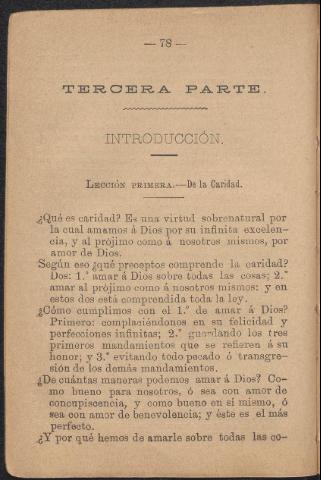 — 78 —
TERCERA PARTE.
INTRODUCCIÓN.
LECCIÓN PRIMERA.—De la Caridad.
¿Qué es caridad? Es una virtud sobrenatural por
la cual amamos á Dios por su infinita excelen-
cia, y al prójimo como á nosotros mismos, por
amor de Dios.
Según eso ¿qué preceptos comprende la caridad?
Dos: 1.° amar á Dios sobre todas las cosas; 2.°
amar al prójimo como á nosotros mismos: y en
estos dos está comprendida toda la ley.
¿Cómo cumplimos con el 1.° de amar á Dios?
Primero: complaciéndonos en su felicidad y
perfecciones infinitas; 2.° guardando los tres
primeros mandamientos que se refieren á su
honor; y 3.° evitando todo pecado ó transgre-
sión de los demás mandamientos.
¿De cuántas maneras podemos amar á Dios? Co-
mo bueno para nosotros, ó sea con amor de
concupiscencia, y como bueno en sí mismo, ó
sea con amor de benevolencia; y éste es el más
perfecto.
¿Y por qué hemos de amarle sobre todas las co-